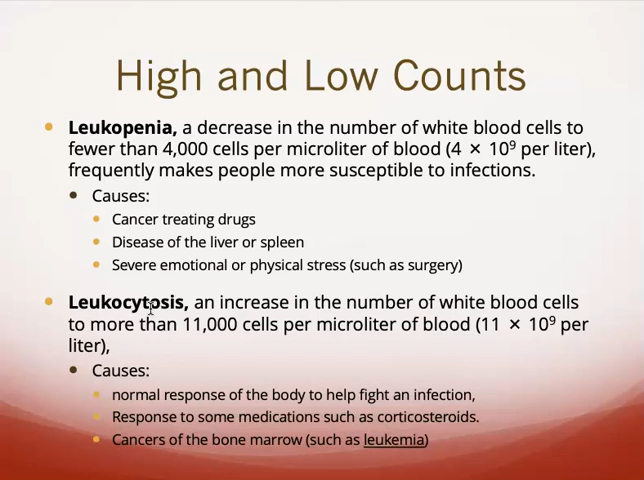 High and Low Counts
Leukopenia, a decrease in the number of white blood cells to
fewer than 4,000 cells per microliter of blood (4 × 10⁹ per liter),
frequently makes people more susceptible to infections.
Causes:
Cancer treating drugs
Disease of the liver or spleen
Severe emotional or physical stress (such as surgery)
Leukocytosis, an increase in the number of white blood cells
to more than 11,000 cells per microliter of blood (11 × 10⁹ per
liter),
Causes:
normal response of the body to help fight an infection,
Response to some medications such as corticosteroids.
Cancers of the bone marrow (such as leukemia)